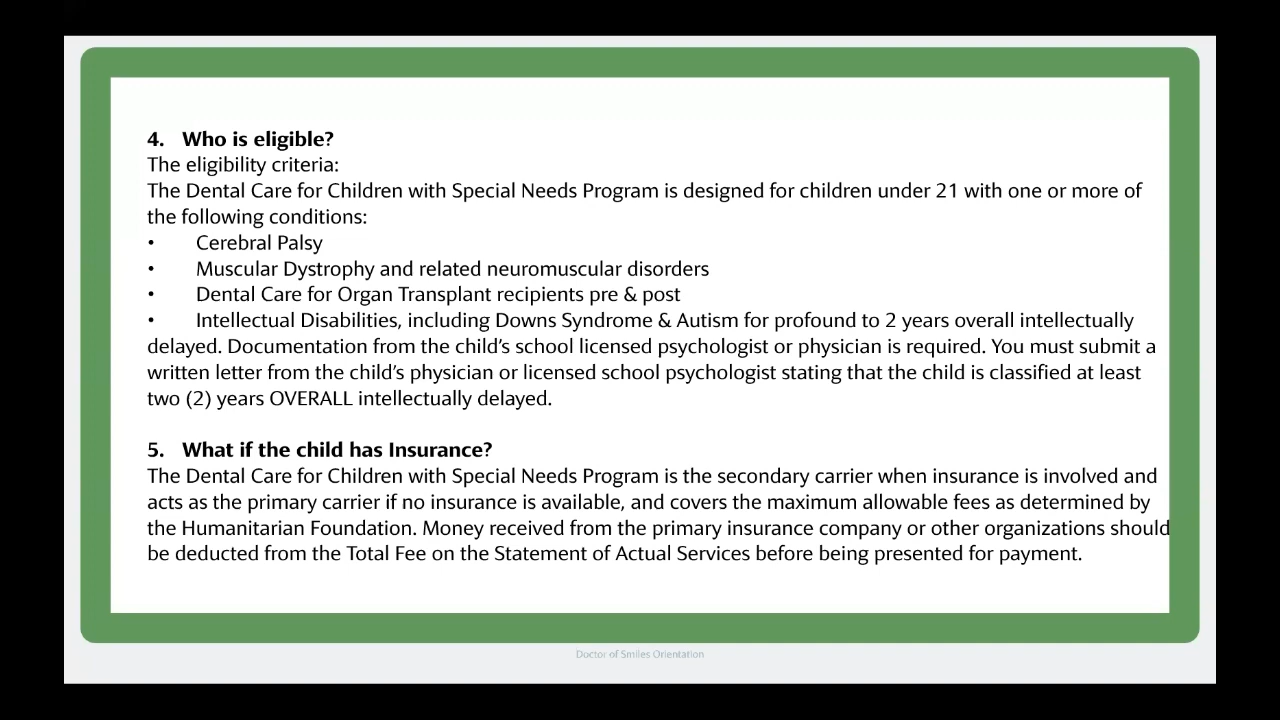 4. Who is eligible?
The eligibility criteria:
The Dental Care for Children with Special Needs Program is designed for children under 21 with one or more of
the following conditions:
• Cerebral Palsy
• Muscular Dystrophy and related neuromuscular disorders
• Dental Care for Organ Transplant recipients pre & post
• Intellectual Disabilities, including Downs Syndrome & Autism for profound to 2 years overall intellectually
delayed. Documentation from the child’s school licensed psychologist or physician is required. You must submit a
written letter from the child’s physician or licensed school psychologist stating that the child is classified at least
two (2) years OVERALL intellectually delayed.
5. What if the child has Insurance?
The Dental Care for Children with Special Needs Program is the secondary carrier when insurance is involved and
acts as the primary carrier if no insurance is available, and covers the maximum allowable fees as determined by
the Humanitarian Foundation. Money received from the primary insurance company or other organizations should
be deducted from the Total Fee on the Statement of Actual Services before being presented for payment.
Doctor of Smiles Orientation